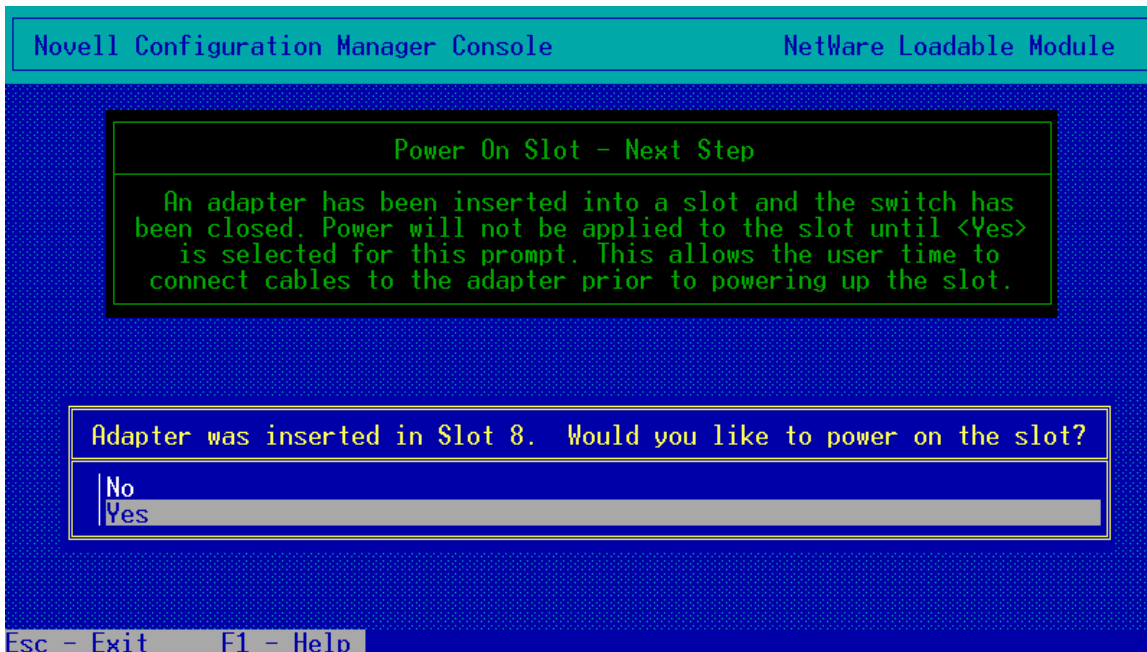 Novell Configuration Manager Console NetWare Loadable Module
Power On Slot - Next Step
An adapter has been inserted into a slot and the switch has
been closed. Power will not be applied to the slot until <Yes>
is selected for this prompt. This allows the user time to
connect cables to the adapter prior to powering up the slot.
Adapter was inserted in Slot 8. Would you like to power on the slot?
No
Yes
Esc - Exit F1 - Help